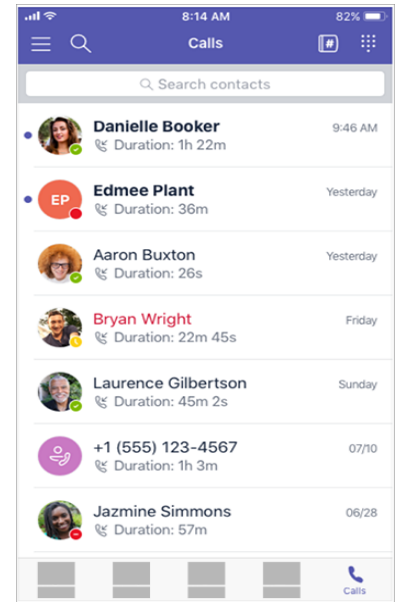 8:14 AM
82%
Calls
#
Search contacts
Danielle Booker
9:46 AM
Duration: 1h 22m
EP
Edmee Plant
Yesterday
Duration: 36m
Aaron Buxton
Yesterday
Duration: 26s
Bryan Wright
Friday
Duration: 22m 45s
Laurence Gilbertson
Sunday
Duration: 45m 2s
+1 (555) 123-4567
07/10
Duration: 1h 3m
Jazmine Simmons
06/28
Duration: 57m
Calls